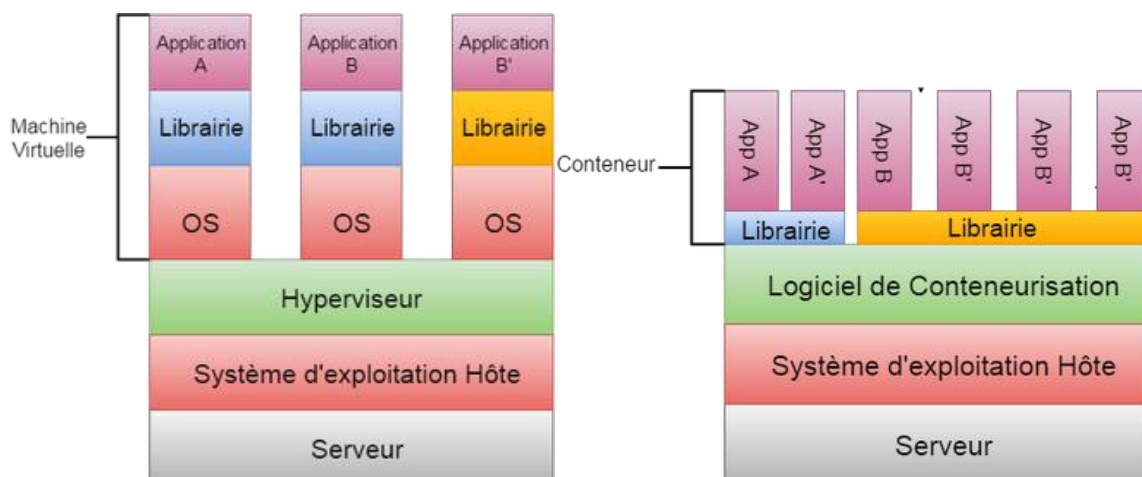 Application
A
Application
B
Application
B'
Machine
Virtuelle
Librairie
Librairie
Librairie
OS
OS
OS
Hyperviseur
Système d'exploitation Hôte
Serveur
Conteneur
App A
App A'
App B
App B'
App B'
App B'
Librairie
Librairie
Logiciel de Conteneurisation
Système d'exploitation Hôte
Serveur